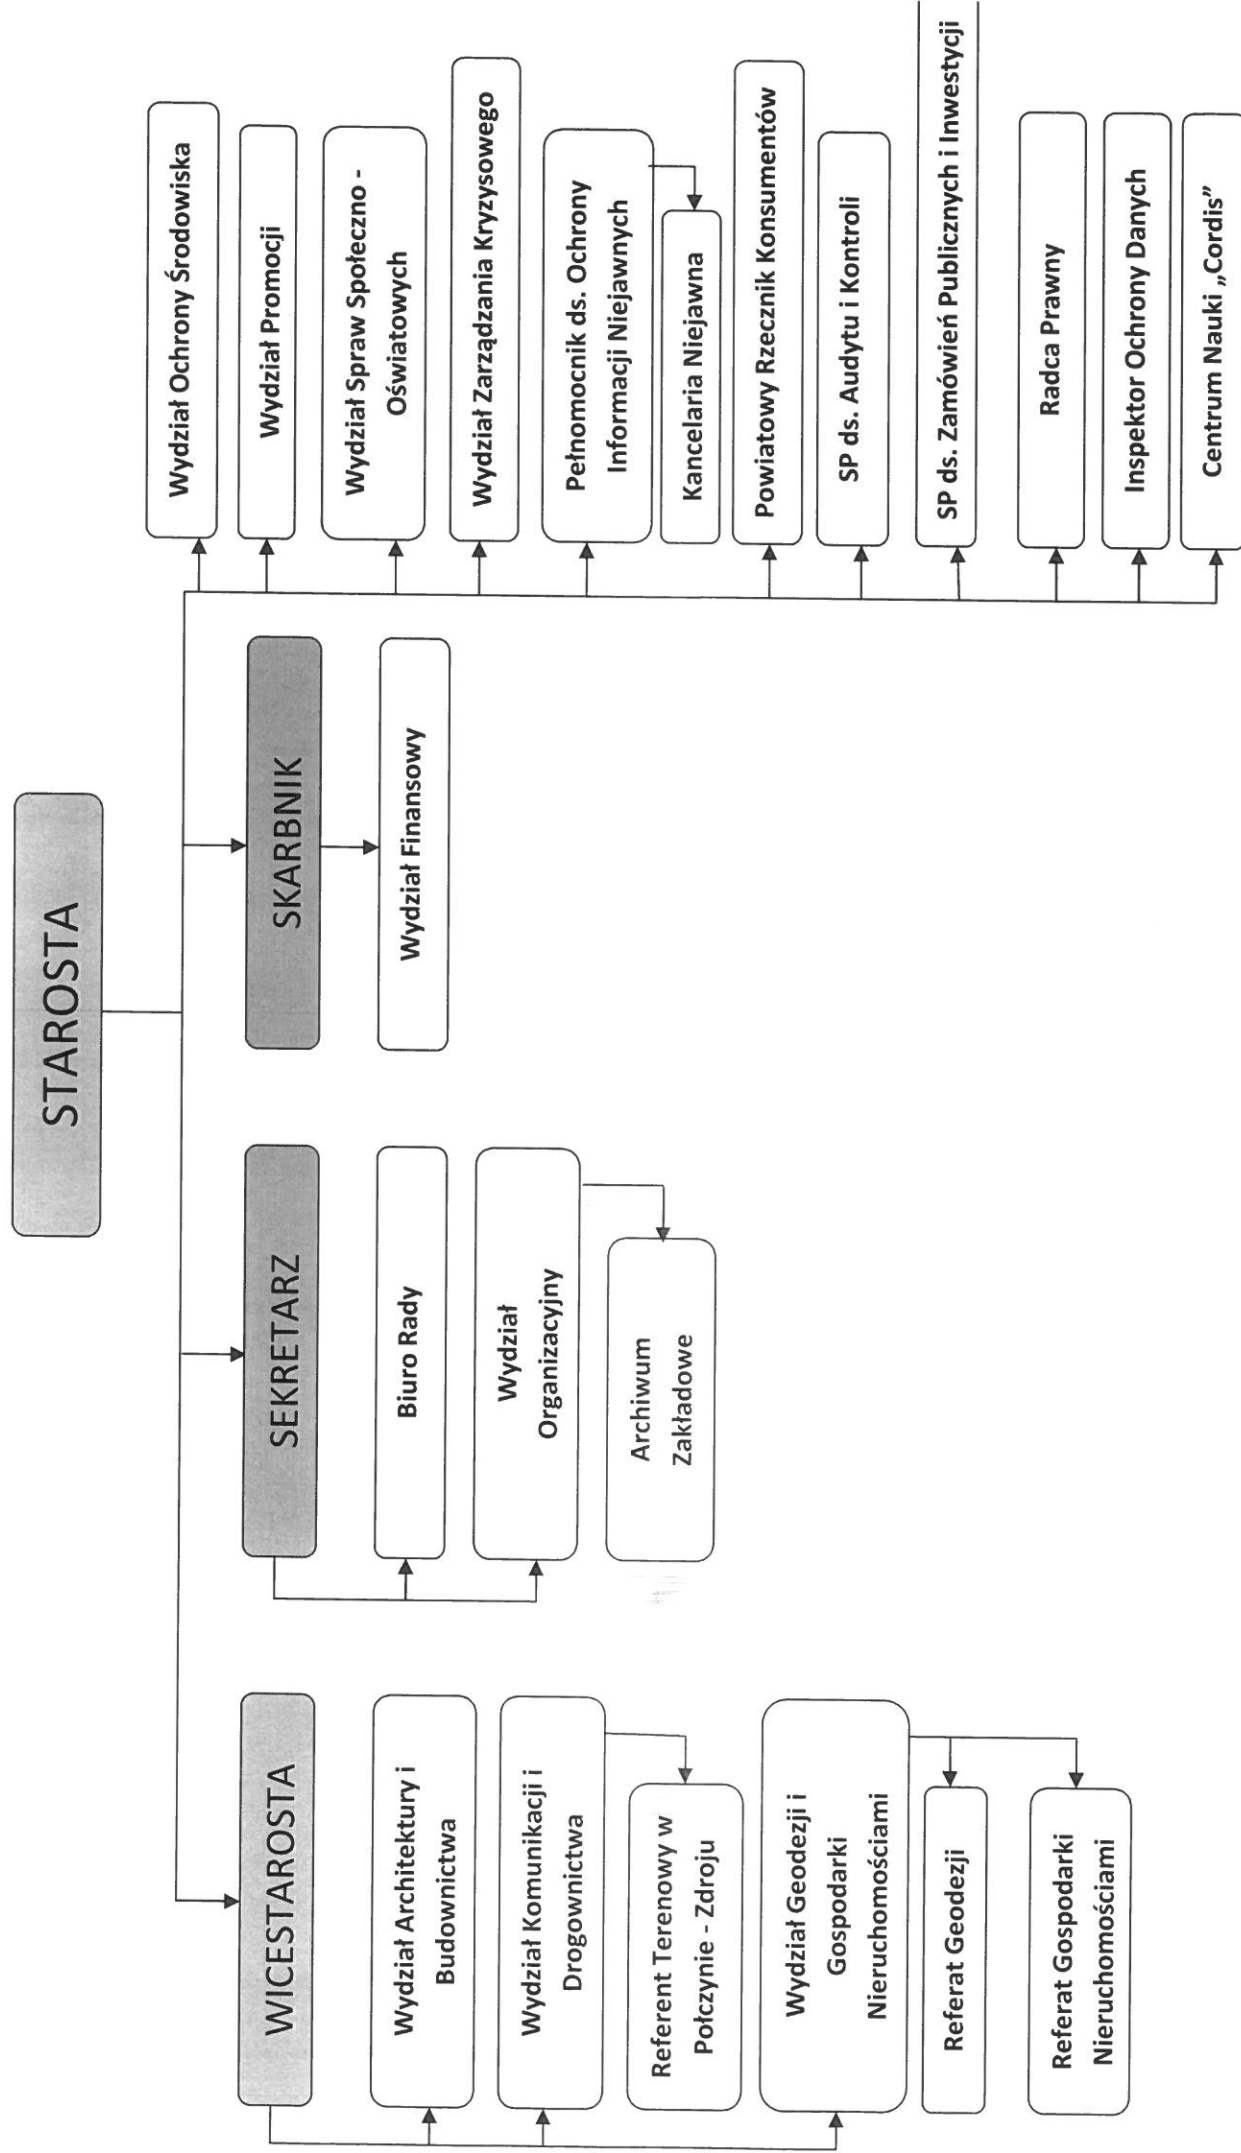 STAROSTA
WICESTAROSTA
Wydział Architektury i
Budownictwa
Wydział Komunikacji i
Drogownictwa
Referent Terenowy w
Połczynie - Zdroju
Wydział Geodezji i
Gospodarki
Nieruchomościami
Referat Geodezji
Referat Gospodarki
Nieruchomościami
SEKRETARZ
Biuro Rady
Wydział
Organizacyjny
Archiwum
Zakładowe
SKARBNIK
Wydział Finansowy
Wydział Ochrony Środowiska
Wydział Promocji
Wydział Spraw Społeczno -
Oświatowych
Wydział Zarządzania Kryzysowego
Pełnomocnik ds. Ochrony
Informacji Niejawnych
Kancelaria Niejawna
Powiatowy Rzecznik Konsumentów
SP ds. Audytu i Kontroli
SP ds. Zamówień Publicznych i Inwestycji
Radca Prawny
Inspektor Ochrony Danych
Centrum Nauki „Cordis”